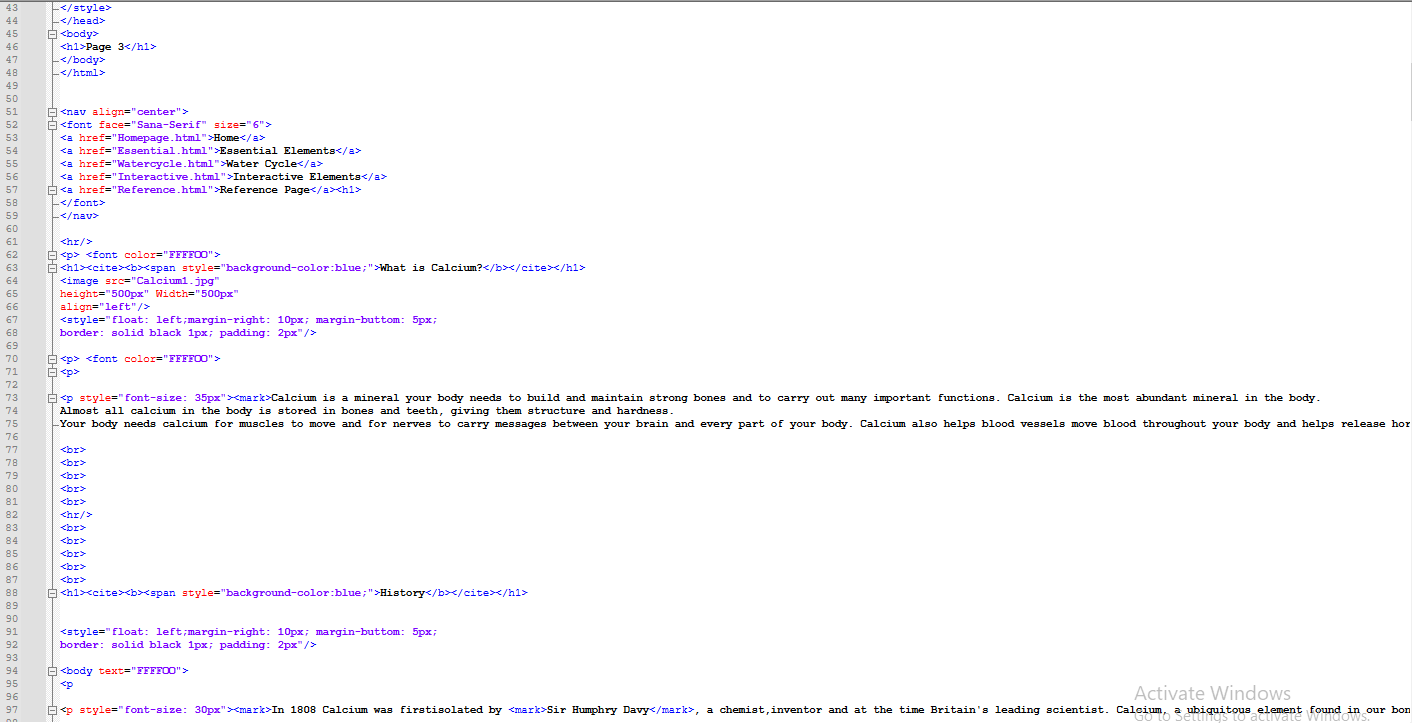 43 </style>
44 </head>
45 <body>
46 <h1>Page 3</h1>
47 </body>
48 </html>
49
50
51 <nav align="center">
52 <font face="Sana-Serif" size="6">
53 <a href="Homepage.html">Home</a>
54 <a href="Essential.html">Essential Elements</a>
55 <a href="Watercycle.html">Water Cycle</a>
56 <a href="Interactive.html">Interactive Elements</a>
57 <a href="Reference.html">Reference Page</a><h1>
58 </font>
59 </nav>
60
61 <hr/>
62 <p> <font color="FFFFOO">
63 <h1><cite><b><span style="background-color:blue;">What is Calcium?</b></cite></h1>
64 <image src="Calcium1.jpg"
65 height="500px" Width="500px"
66 align="left"/>
67 <style="float: left;margin-right: 10px; margin-buttom: 5px;
68 border: solid black 1px; padding: 2px"/>
69
70 <p> <font color="FFFFOO">
71 <p>
72
73 <p style="font-size: 35px"><mark>Calcium is a mineral your body needs to build and maintain strong bones and to carry out many important functions. Calcium is the most abundant mineral in the body.
74 Almost all calcium in the body is stored in bones and teeth, giving them structure and hardness.
75 Your body needs calcium for muscles to move and for nerves to carry messages between your brain and every part of your body. Calcium also helps blood vessels move blood throughout your body and helps release hor
76
77 <br>
78 <br>
79 <br>
80 <br>
81 <br>
82 <hr/>
83 <br>
84 <br>
85 <br>
86 <br>
87 <br>
88 <h1><cite><b><span style="background-color:blue;">History</b></cite></h1>
89
90
91 <style="float: left;margin-right: 10px; margin-buttom: 5px;
92 border: solid black 1px; padding: 2px"/>
93
94 <body text="FFFFOO">
95 <p
96
97 <p style="font-size: 30px"><mark>In 1808 Calcium was firstisolated by <mark>Sir Humphry Davy</mark>, a chemist,inventor and at the time Britain's leading scientist. Calcium, a ubiquitous element found in our bon
Activate Windows
Go to Settings to activate Windows.